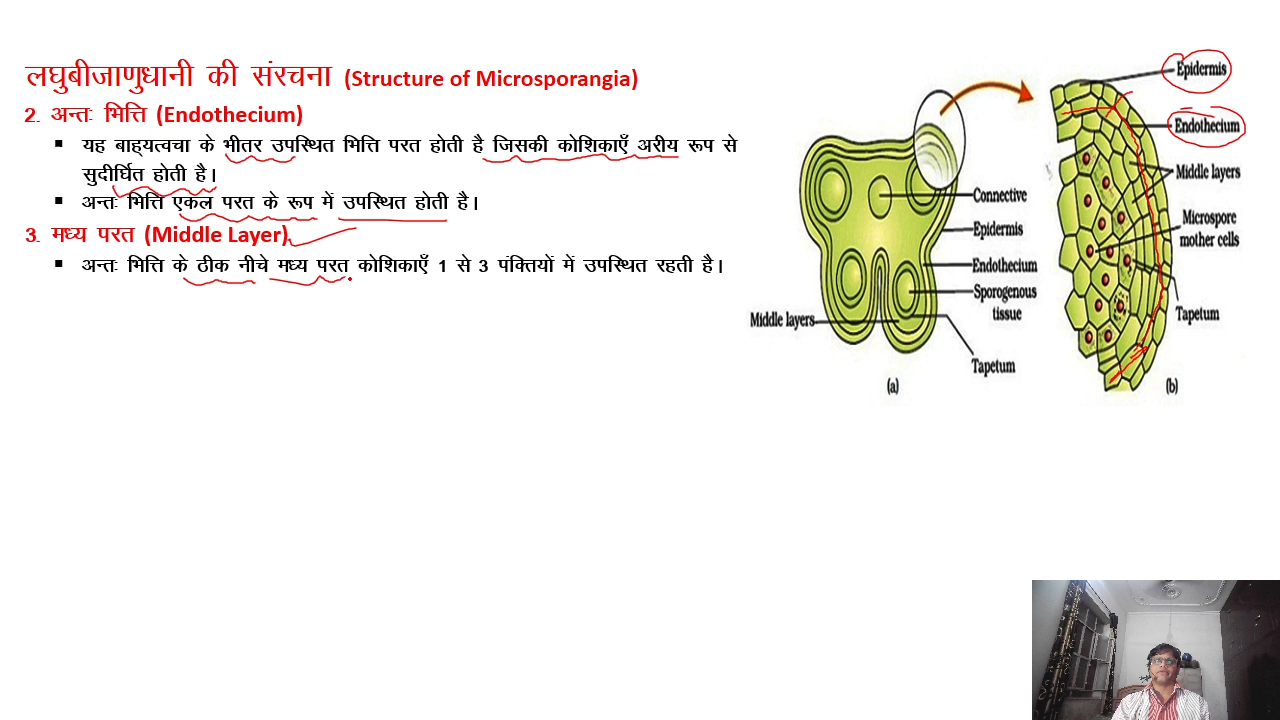 लघुबीजाणुधानी की संरचना (Structure of Microsporangia)
2. अन्तः भित्ति (Endothecium)
▪ यह बाह्यत्वचा के भीतर उपस्थित भित्ति परत होती है जिसकी कोशिकाएँ अरीय रूप से
सुदीर्घित होती है।
▪ अन्तः भित्ति एकल परत के रूप में उपस्थित होती है।
3. मध्य परत (Middle Layer)
▪ अन्तः भित्ति के ठीक नीचे मध्य परत कोशिकाएँ 1 से 3 पंक्तियों में उपस्थित रहती है।
Connective
Epidermis
Endothecium
Sporogenous
tissue
Middle layers
Tapetum
(a)
Epidermis
Endothecium
Middle layers
Microspore
mother cells
Tapetum
(b)